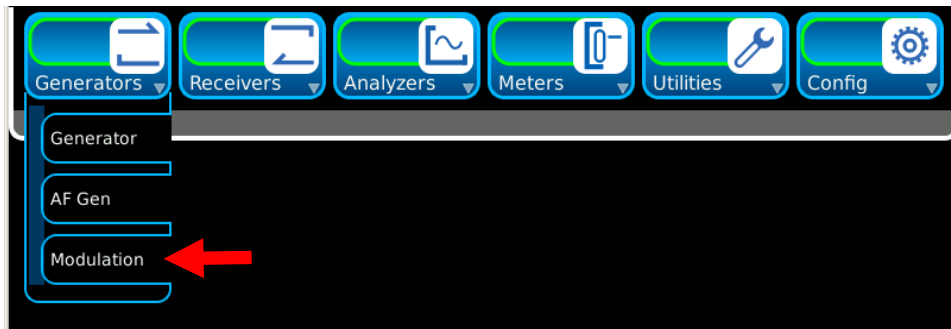 Generators
Receivers
Analyzers
Meters
Utilities
Config
Generator
AF Gen
Modulation